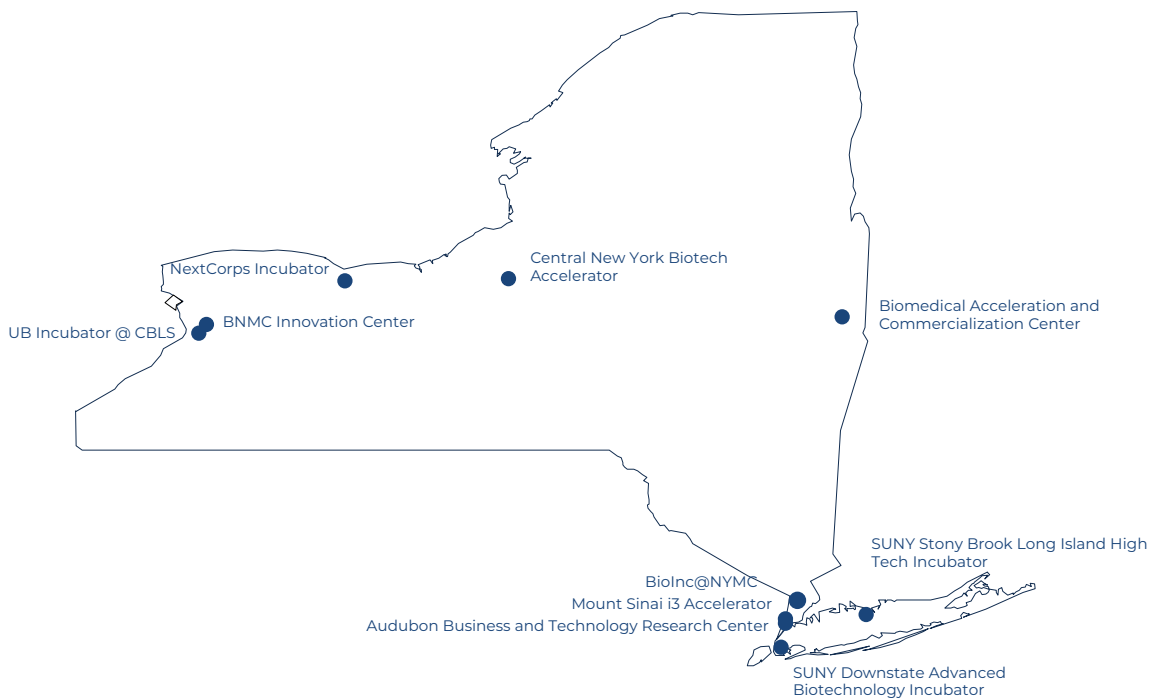 Central New York Biotech
Accelerator
NextCorps Incubator
Biomedical Acceleration and
Commercialization Center
BNMC Innovation Center
UB Incubator @ CBLS
SUNY Stony Brook Long Island High
Tech Incubator
BioInc@NYMC
Mount Sinai i3 Accelerator
Audubon Business and Technology Research Center
SUNY Downstate Advanced
Biotechnology Incubator